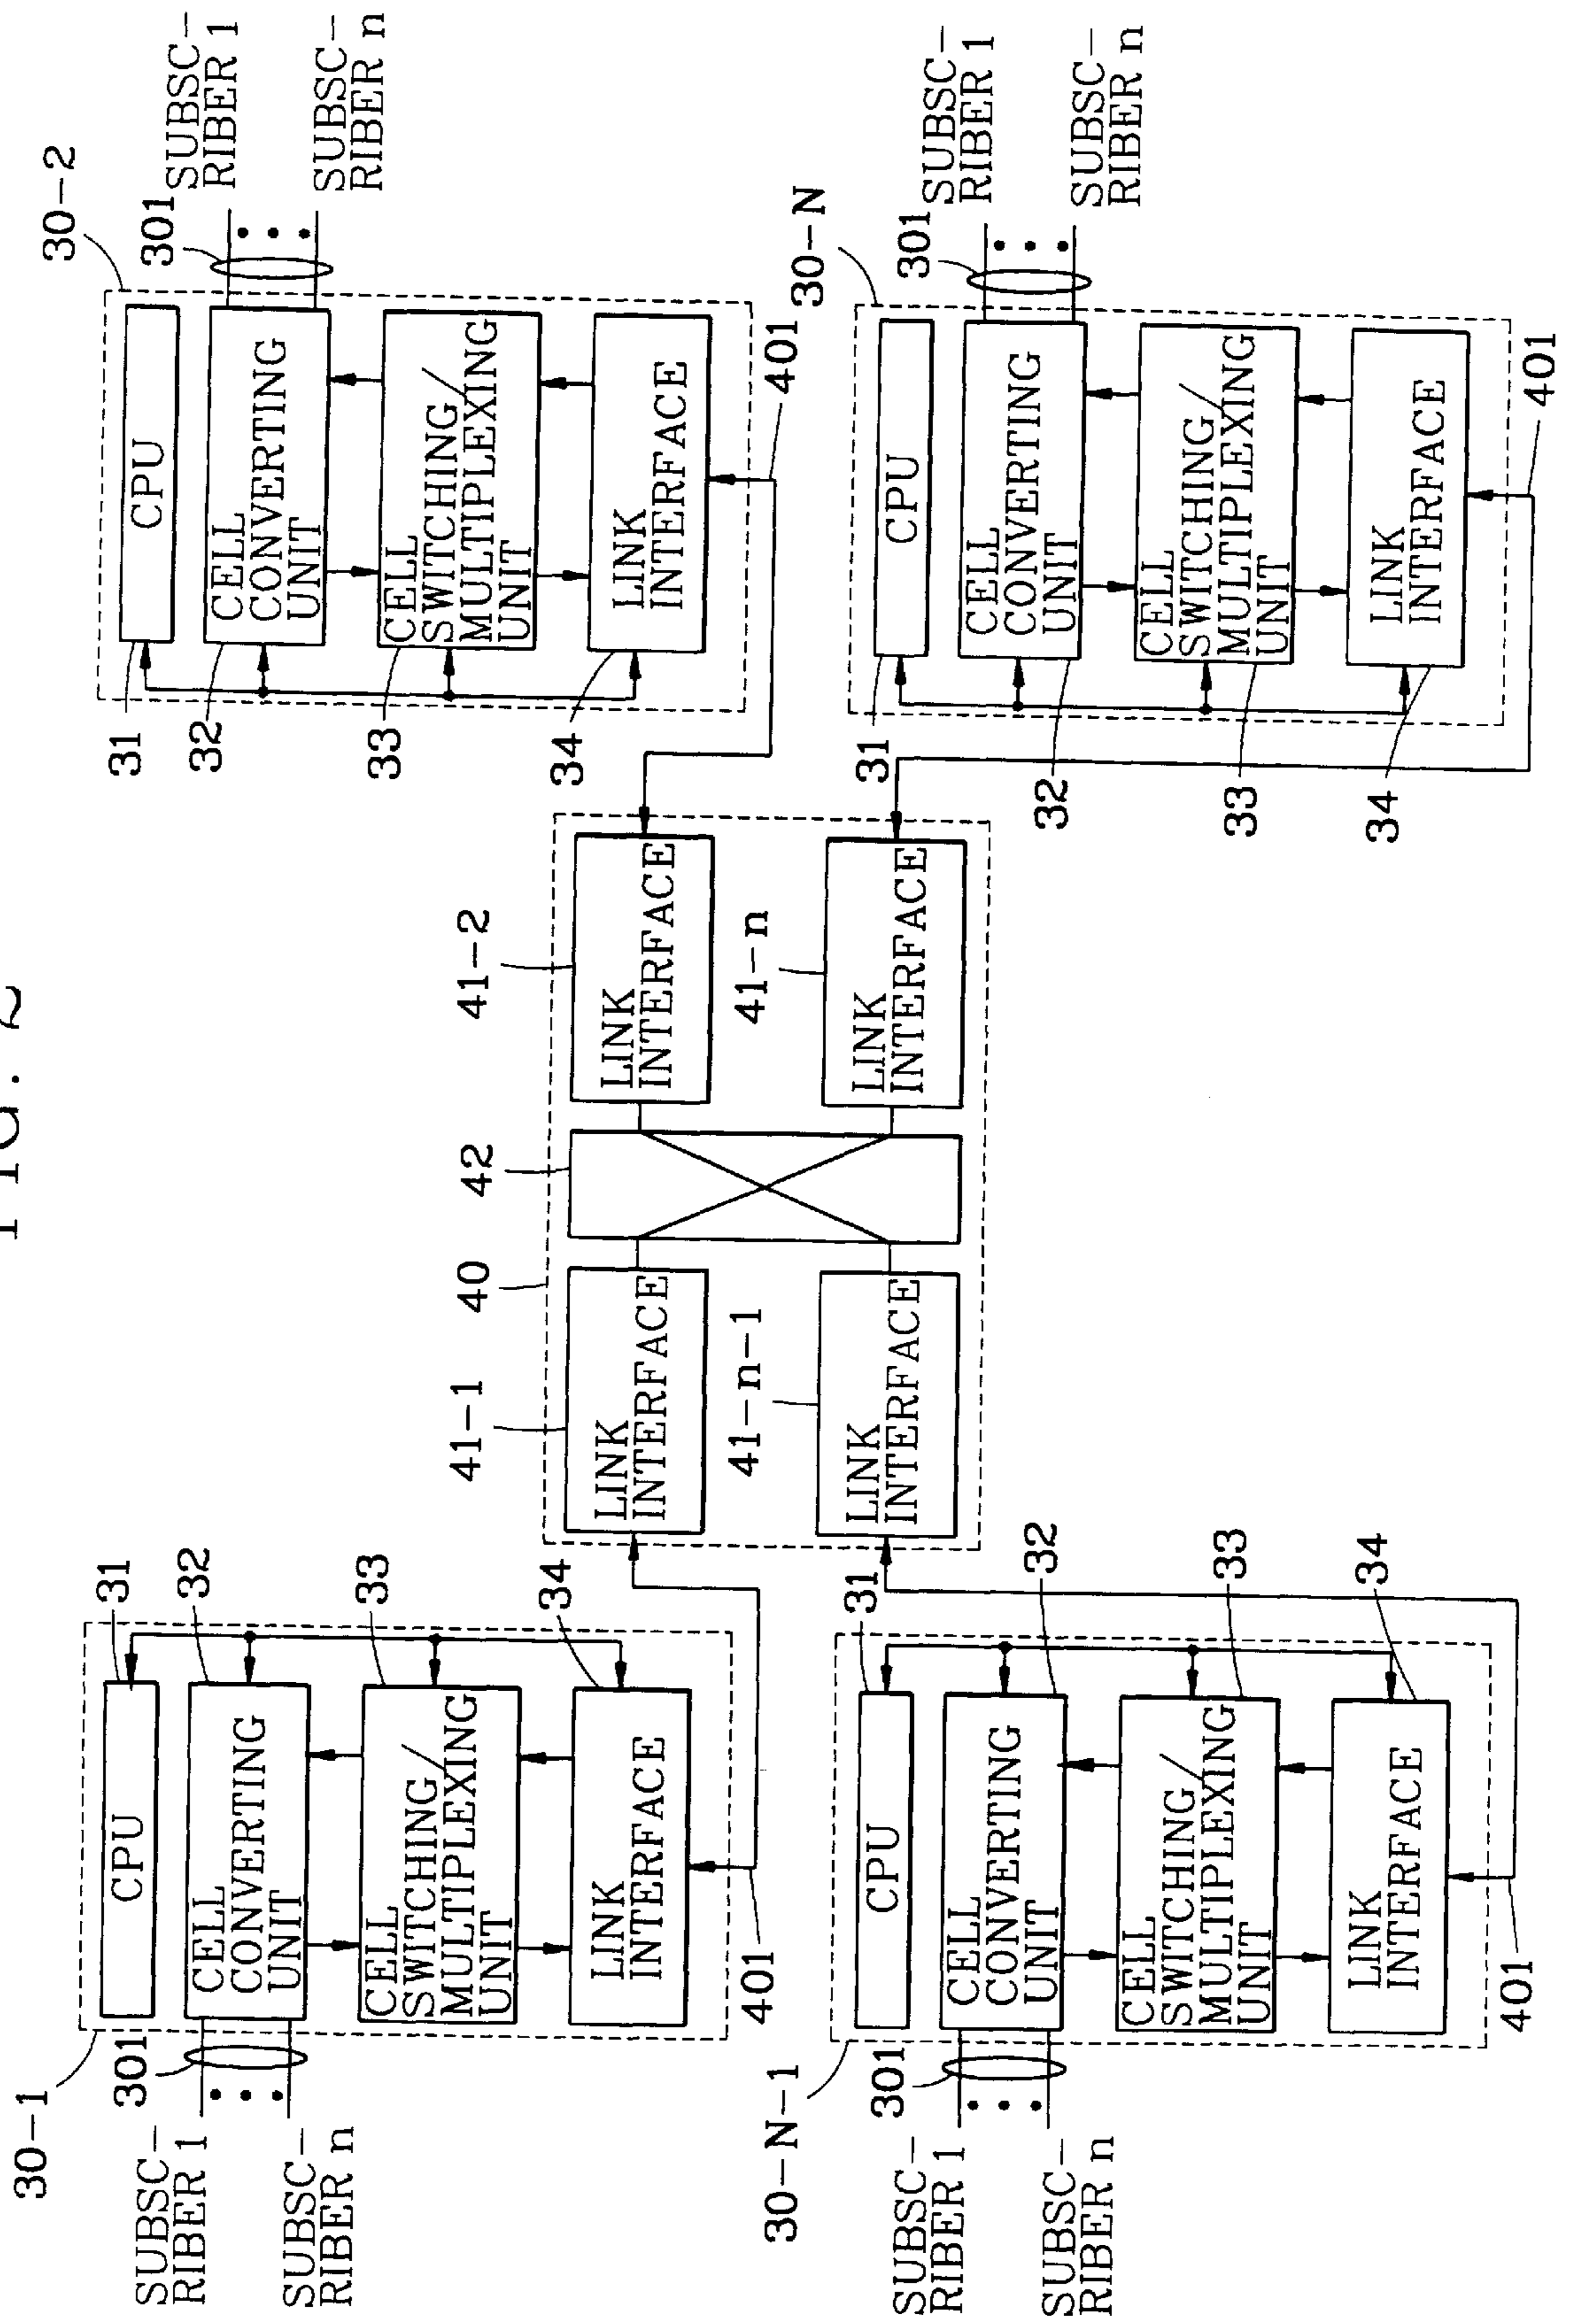 FIG. 2
30-1
30-2
SUBSC-
RIBER 1
SUBSC-
RIBER n
301
31
CPU
32
CELL
CONVERTING
UNIT
33
CELL
SWITCHING/
MULTIPLEXING
UNIT
34
LINK
INTERFACE
401
40
41-1
LINK
INTERFACE
42
41-2
LINK
INTERFACE
41-n-1
LINK
INTERFACE
41-n
LINK
INTERFACE
31
CPU
32
CELL
CONVERTING
UNIT
33
CELL
SWITCHING/
MULTIPLEXING
UNIT
34
LINK
INTERFACE
401
301
SUBSC-
RIBER 1
SUBSC-
RIBER n
30-N-1
SUBSC-
RIBER 1
SUBSC-
RIBER n
301
31
CPU
32
CELL
CONVERTING
UNIT
33
CELL
SWITCHING/
MULTIPLEXING
UNIT
34
LINK
INTERFACE
401
30-N
31
CPU
32
CELL
CONVERTING
UNIT
33
CELL
SWITCHING/
MULTIPLEXING
UNIT
34
LINK
INTERFACE
401
301
SUBSC-
RIBER 1
SUBSC-
RIBER n